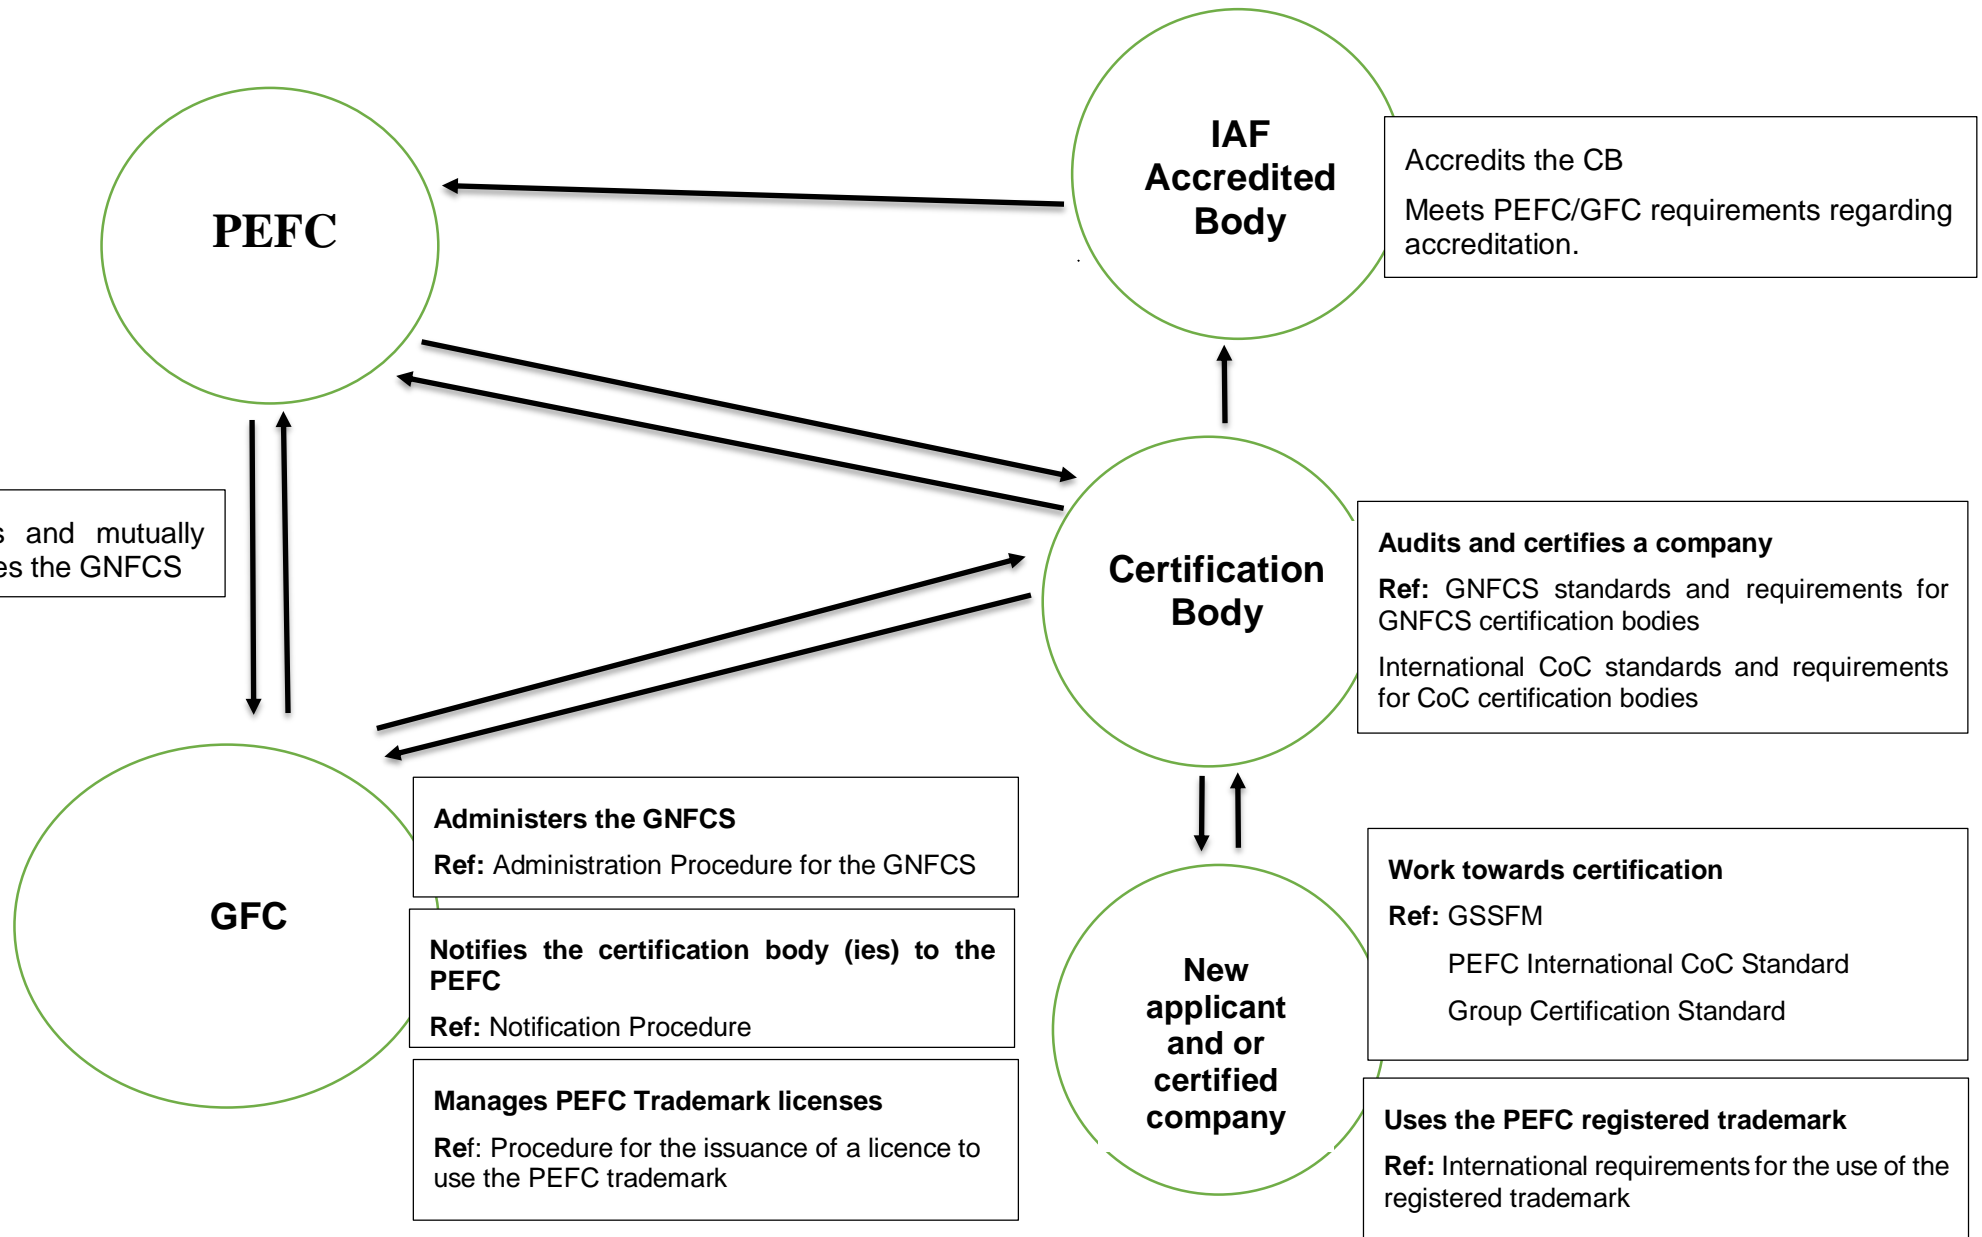 PEFC
IAF
Accredited
Body
Accredits the CB
Meets PEFC/GFC requirements regarding
accreditation.
and mutually
the GNFCS
Certification
Body
Audits and certifies a company
Ref: GNFCS standards and requirements for
GNFCS certification bodies
International CoC standards and requirements
for CoC certification bodies
GFC
Administers the GNFCS
Ref: Administration Procedure for the GNFCS
Notifies the certification body (ies) to the
PEFC
Ref: Notification Procedure
Manages PEFC Trademark licenses
Ref: Procedure for the issuance of a licence to
use the PEFC trademark
New
applicant
and or
certified
company
Work towards certification
Ref: GSSFM
PEFC International CoC Standard
Group Certification Standard
Uses the PEFC registered trademark
Ref: International requirements for the use of the
registered trademark